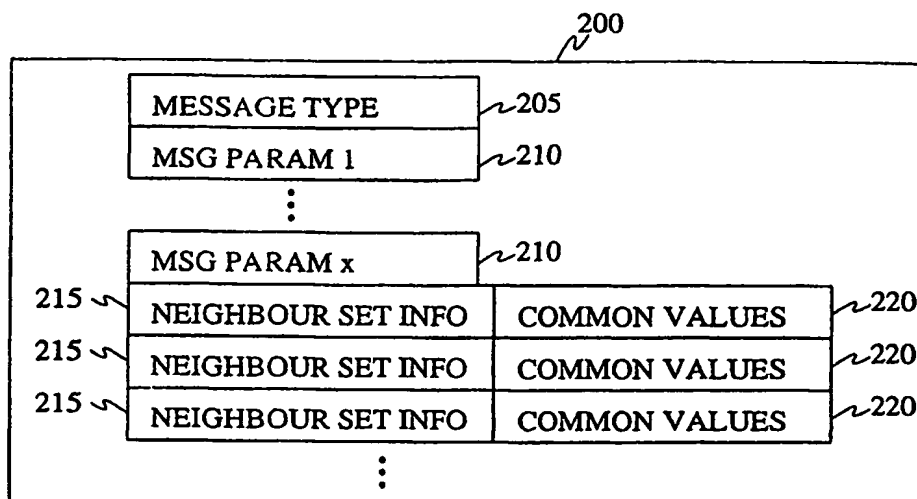 200
MESSAGE TYPE 205
MSG PARAM 1 210
MSG PARAM x 210
215 NEIGHBOUR SET INFO COMMON VALUES 220
215 NEIGHBOUR SET INFO COMMON VALUES 220
215 NEIGHBOUR SET INFO COMMON VALUES 220